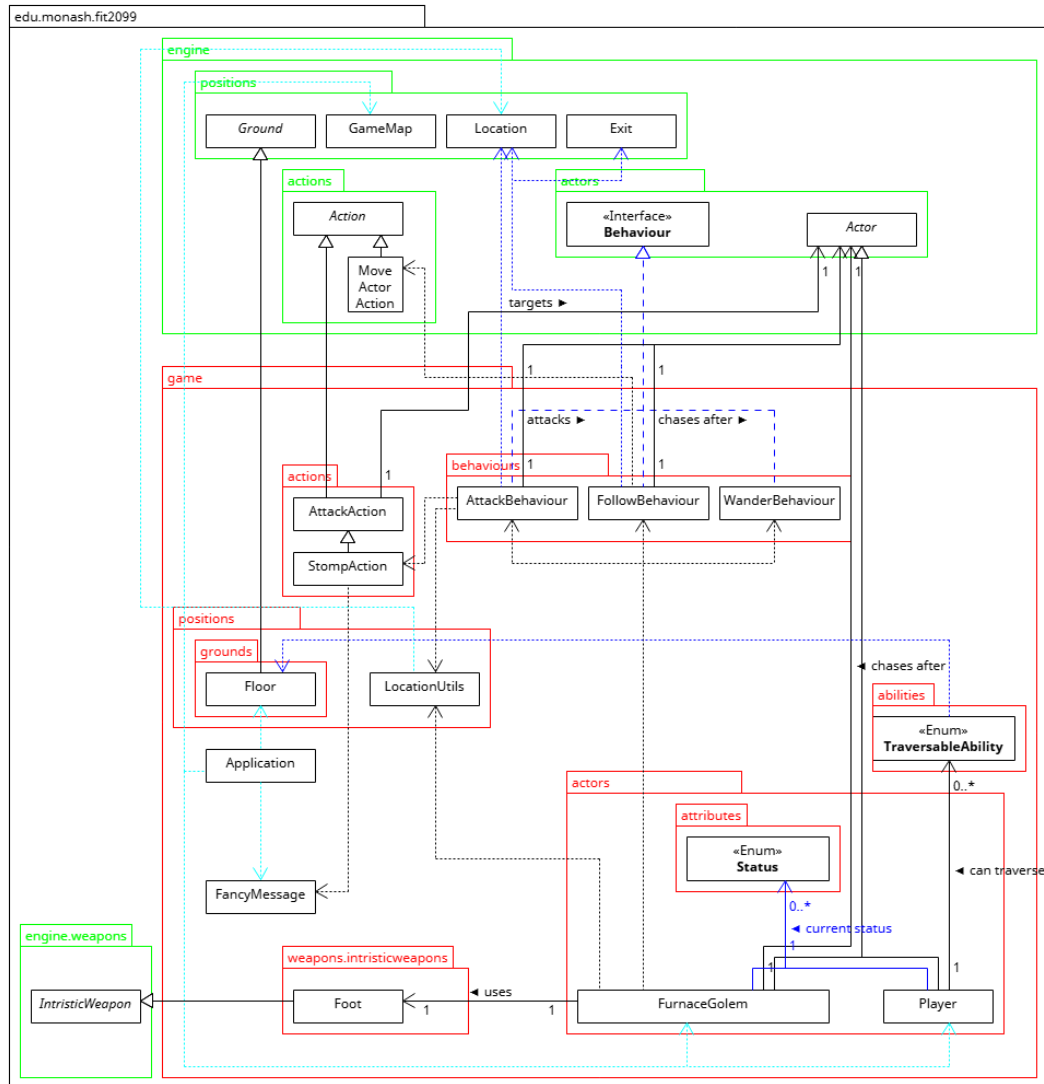 edu.monash.fit2099
engine
positions
Ground
GameMap
Location
Exit
actions
actors
Action
«Interface»
Behaviour
Actor
Move
Actor
Action
1
1
targets ►
game
1
1
attacks ►
chases after ►
behaviours
1
1
1
actions
AttackBehaviour
FollowBehaviour
WanderBehaviour
AttackAction
StompAction
positions
grounds
◄ chases after
Floor
LocationUtils
abilities
«Enum»
TraversableAbility
Application
0..*
actors
attributes
«Enum»
Status
◄ can traverse
FancyMessage
0..*
engine.weapons
◄ current status
1
weapons.intristicweapons
1
1
◄ uses
IntristicWeapon
Foot
1
1
FurnaceGolem
Player